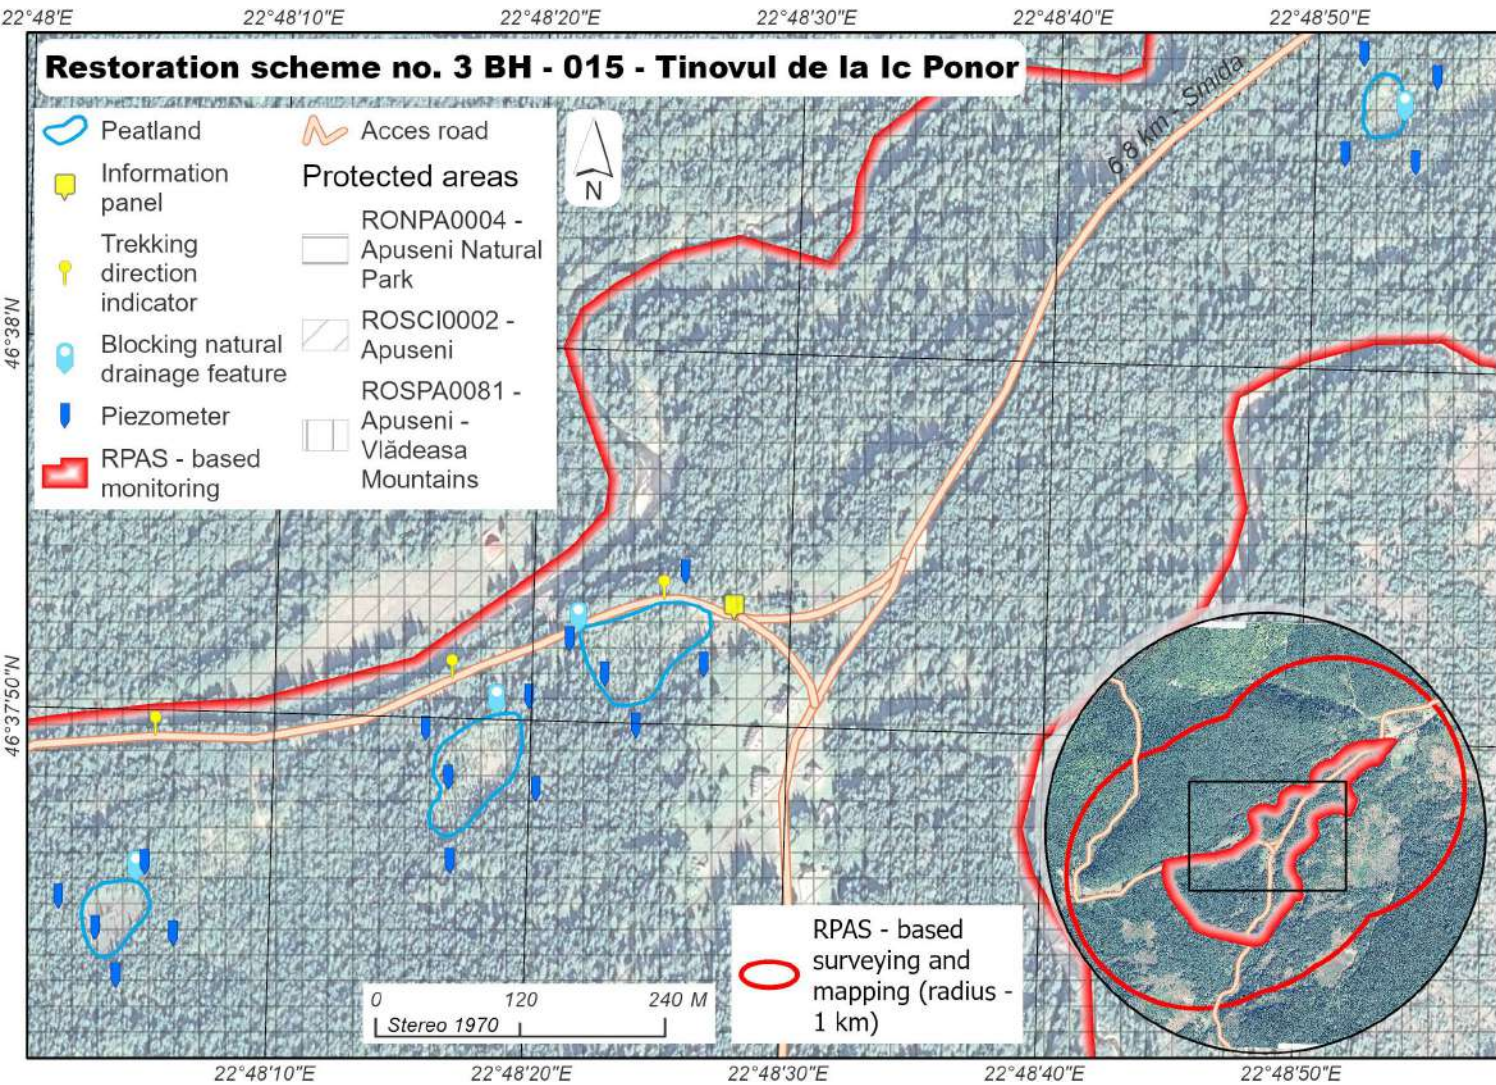 22°48'E
22°48'10"E
22°48'20"E
22°48'30"E
22°48'40"E
22°48'50"E
Restoration scheme no. 3 BH - 015 - Tinovul de la Ic Ponor
Peatland
Information
panel
Trekking
direction
indicator
Blocking natural
drainage feature
Piezometer
RPAS - based
monitoring
Acces road
Protected areas
RONPA0004 -
Apuseni Natural
Park
ROSCI0002 -
Apuseni
ROSPA0081 -
Apuseni -
Vlădeasa
Mountains
N
6.8 km - Smida
46°38'N
46°37'50"N
RPAS - based
surveying and
mapping (radius -
1 km)
0 120 240 M
Stereo 1970
22°48'10"E
22°48'20"E
22°48'30"E
22°48'40"E
22°48'50"E